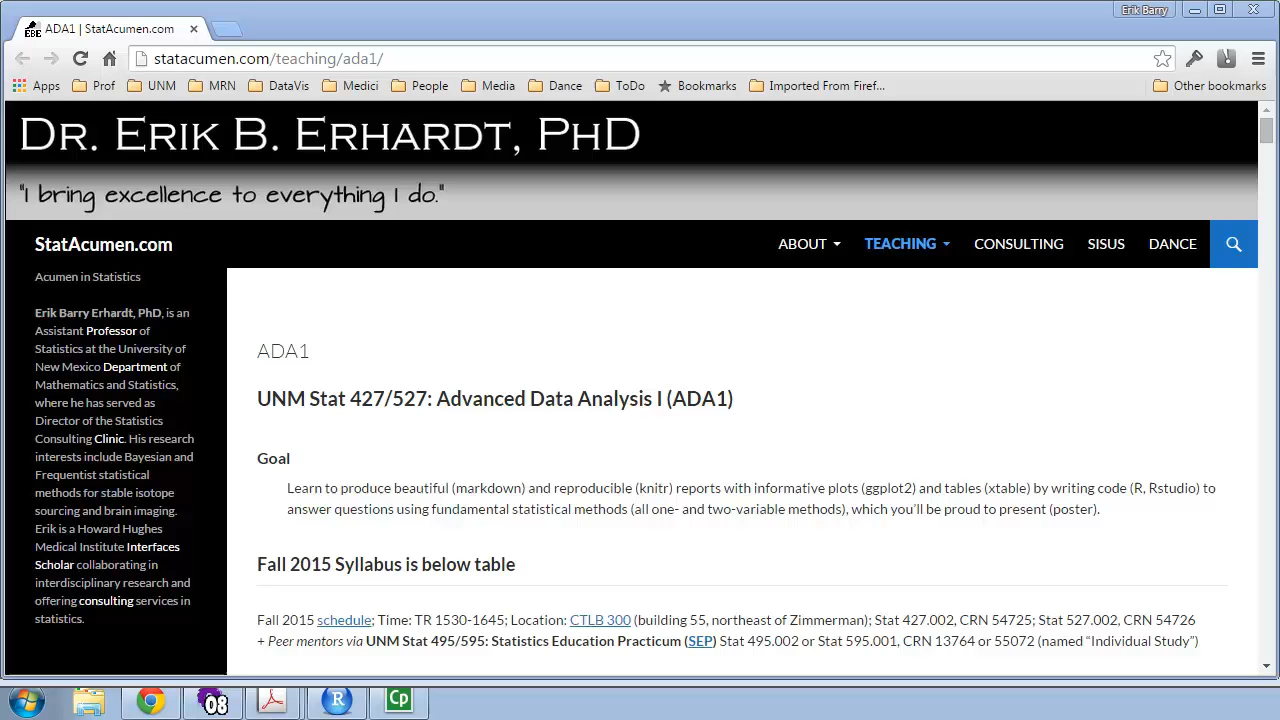 Erik Barry
ADA1 | StatAcumen.com
statacumen.com/teaching/ada1/
Apps Prof UNM MRN DataVis Medici People Media Dance ToDo Bookmarks Imported From Firef... Other bookmarks
DR. ERIK B. ERHARDT, PHD
"I bring excellence to everything I do."
StatAcumen.com
ABOUT TEACHING CONSULTING SISUS DANCE
Acumen in Statistics
Erik Barry Erhardt, PhD, is an
Assistant Professor of
Statistics at the University of
New Mexico Department of
Mathematics and Statistics,
where he has served as
Director of the Statistics
Consulting Clinic. His research
interests include Bayesian and
Frequentist statistical
methods for stable isotope
sourcing and brain imaging.
Erik is a Howard Hughes
Medical Institute Interfaces
Scholar collaborating in
interdisciplinary research and
offering consulting services in
statistics.
ADA1
UNM Stat 427/527: Advanced Data Analysis I (ADA1)
Goal
Learn to produce beautiful (markdown) and reproducible (knitr) reports with informative plots (ggplot2) and tables (xtable) by writing code (R, Rstudio) to
answer questions using fundamental statistical methods (all one- and two-variable methods), which you'll be proud to present (poster).
Fall 2015 Syllabus is below table
Fall 2015 schedule; Time: TR 1530-1645; Location: CTLB 300 (building 55, northeast of Zimmerman); Stat 427.002, CRN 54725; Stat 527.002, CRN 54726
+ Peer mentors via UNM Stat 495/595: Statistics Education Practicum (SEP) Stat 495.002 or Stat 595.001, CRN 13764 or 55072 (named “Individual Study”)
08
R
Cp